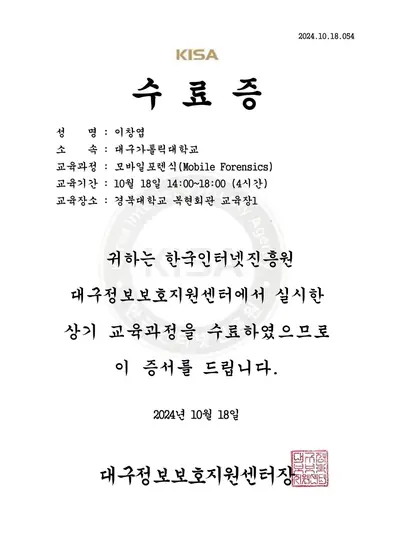 2024.10.18.054
KISA
수 료 증
성 명 : 이창엽
소 속 : 대구가톨릭대학교
교육과정 : 모바일포렌식(Mobile Forensics)
교육기간 : 10월 18일 14:00~18:00 (4시간)
교육장소 : 경북대학교 복현회관 교육장1
귀하는 한국인터넷진흥원
대구정보보호지원센터에서 실시한
상기 교육과정을 수료하였으므로
이 증서를 드립니다.
KISA
2024년 10월 18일
대구정보보호지원센터장